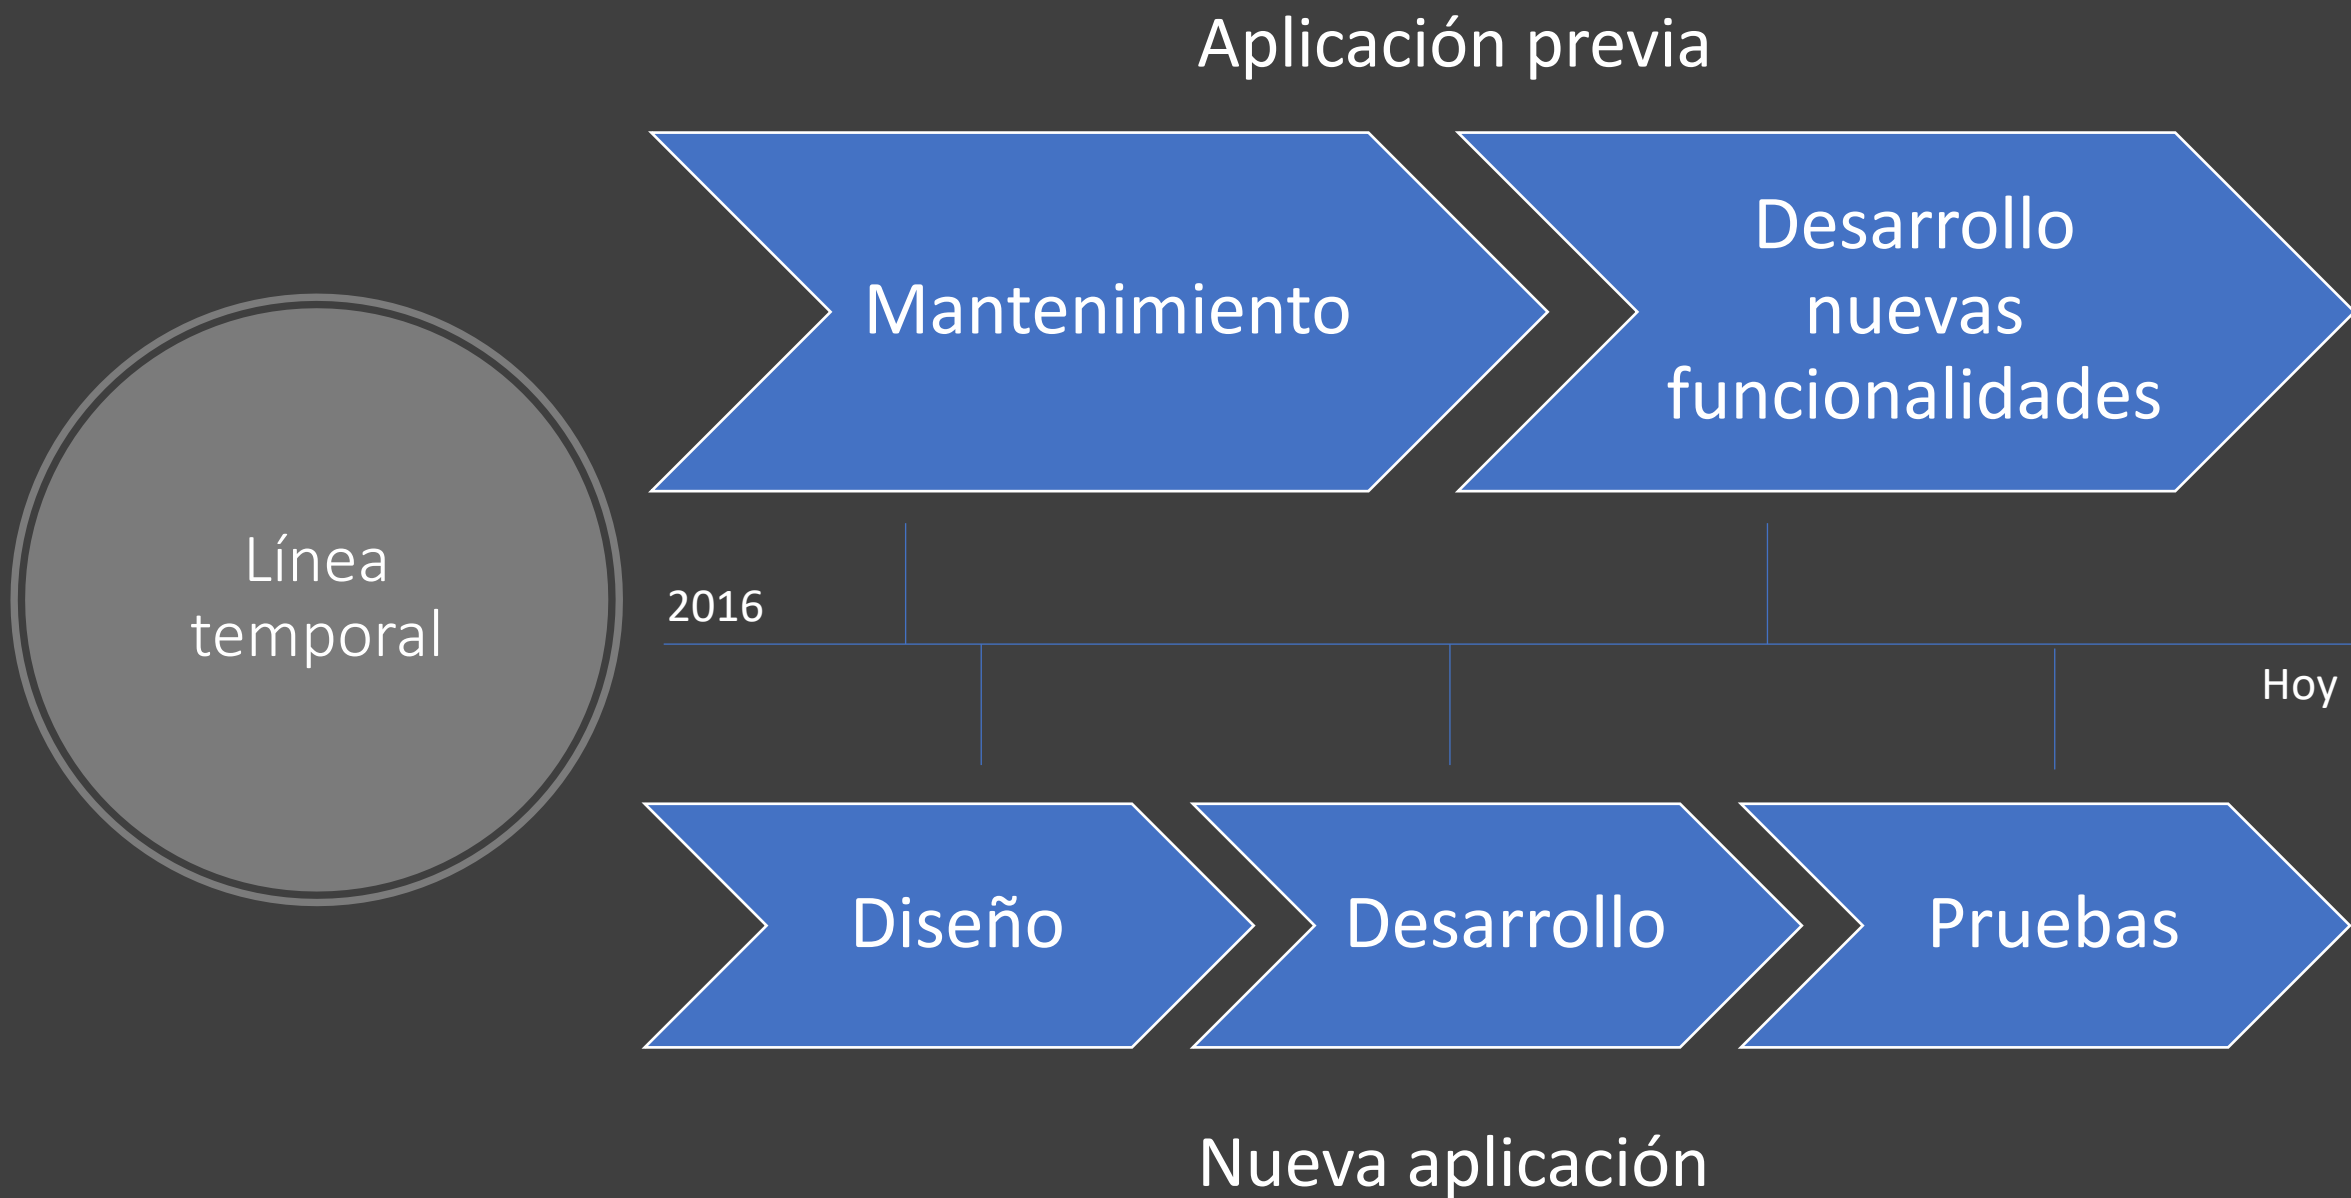 Aplicación previa
Mantenimiento
Desarrollo
nuevas
funcionalidades
Línea
temporal
2016
Hoy
Diseño
Desarrollo
Pruebas
Nueva aplicación